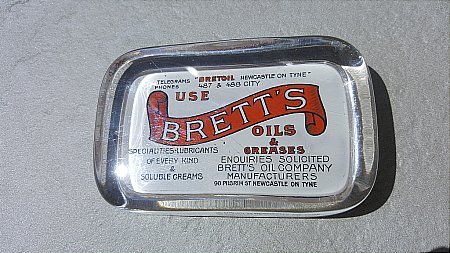 TELEGRAMS "BRETOIL NEWCASTLE ON TYNE"
PHONES 487 & 488 CITY
USE
BRETT'S
OILS
&
GREASES
SPECIALITIES-LUBRICANTS
OF EVERY KIND
&
SOLUBLE CREAMS
ENQUIRIES SOLICITED
BRETT'S OIL COMPANY
MANUFACTURERS
90 PILGRIM ST NEWCASTLE ON TYNE